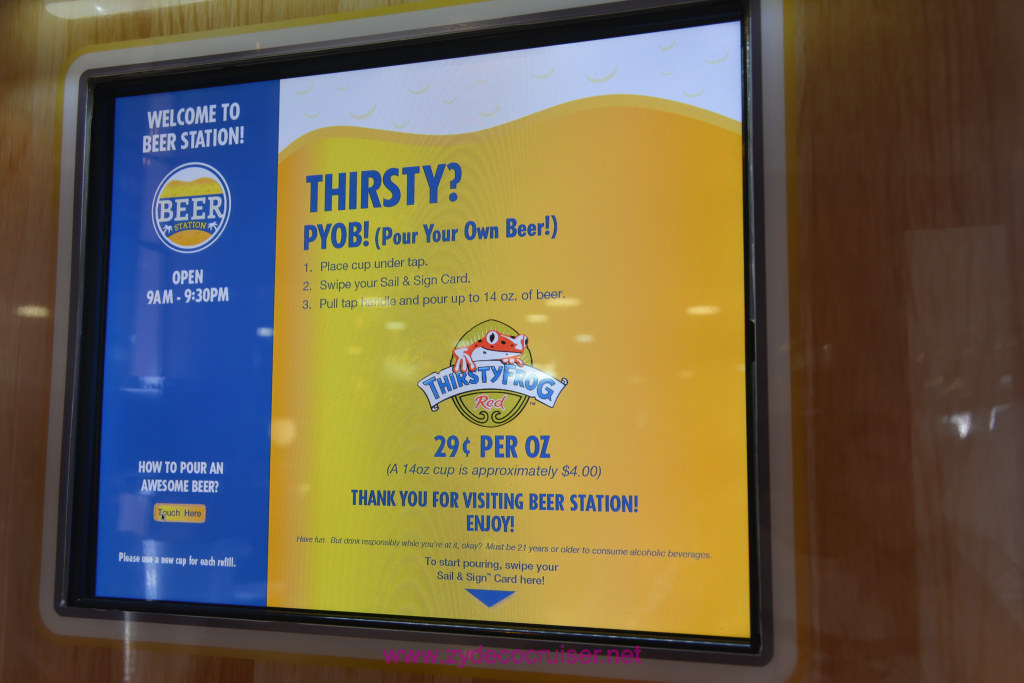 WELCOME TO
BEER STATION!
BEER
STATION
OPEN
9AM - 9:30PM
HOW TO POUR AN
AWESOME BEER?
Touch Here
Please use a new cup for each refill.
THIRSTY?
PYOB! (Pour Your Own Beer!)
1. Place cup under tap.
2. Swipe your Sail & Sign Card.
3. Pull tap handle and pour up to 14 oz. of beer.
THIRSTYFROG
Red
29¢ PER OZ
(A 14oz cup is approximately $4.00)
THANK YOU FOR VISITING BEER STATION!
ENJOY!
Have fun. But drink responsibly while you're at it, okay? Must be 21 years or older to consume alcoholic beverages.
To start pouring, swipe your
Sail & Sign™ Card here!
www.zydecocruiser.net